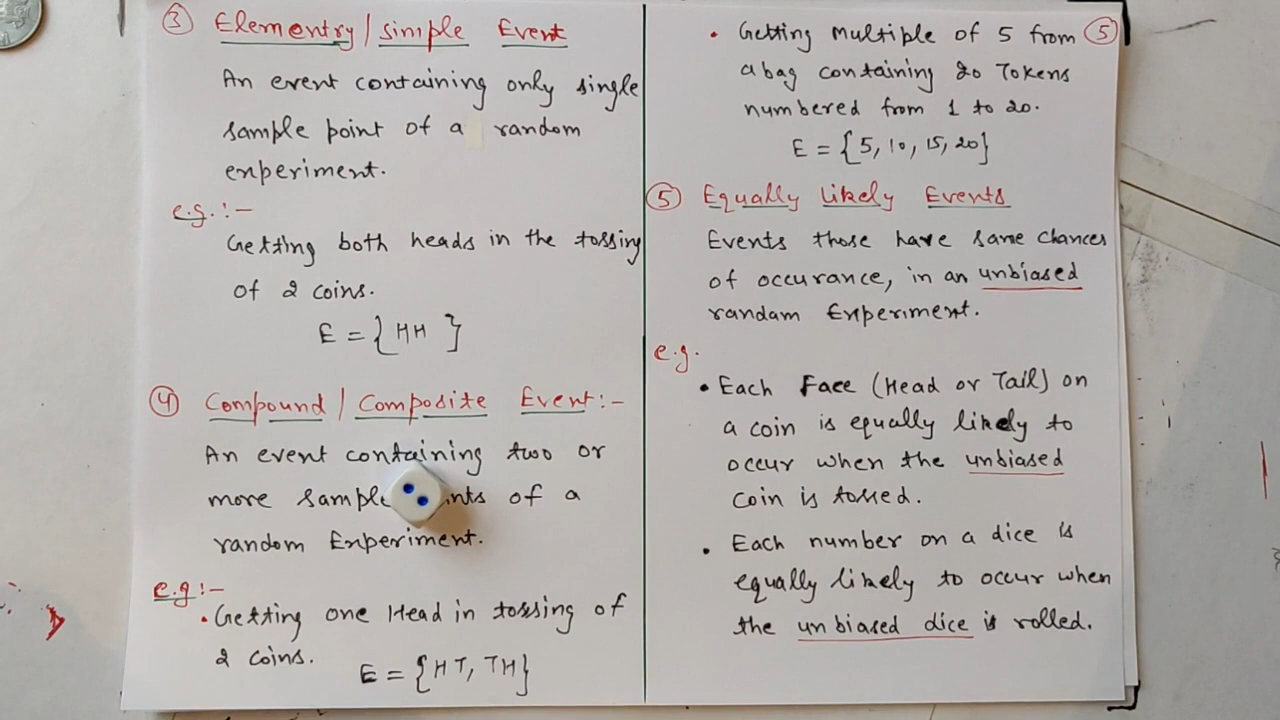 ③ Elementry/simple Event
An event containing only single
sample point of a random
experiment.
e.g. :-
Getting both heads in the tossing
of 2 coins.
E = {HH}
④ Compound / Composite Event:-
An event containing two or
more sample nts of a
random Experiment.
e.g :-
• Getting one Head in tossing of
2 coins.
E = {HT, TH}
⑤
• Getting Multiple of 5 from
a bag containing 20 Tokens
numbered from 1 to 20.
E = {5, 10, 15, 20}
⑤ Equally Likely Events
Events those have same chances
of occurance, in an unbiased
randam Experiment.
e.g.
• Each Face (Head or Tail) on
a coin is equally likely to
occur when the unbiased
coin is tossed.
• Each number on a dice is
equally likely to occur when
the unbiased dice is rolled.